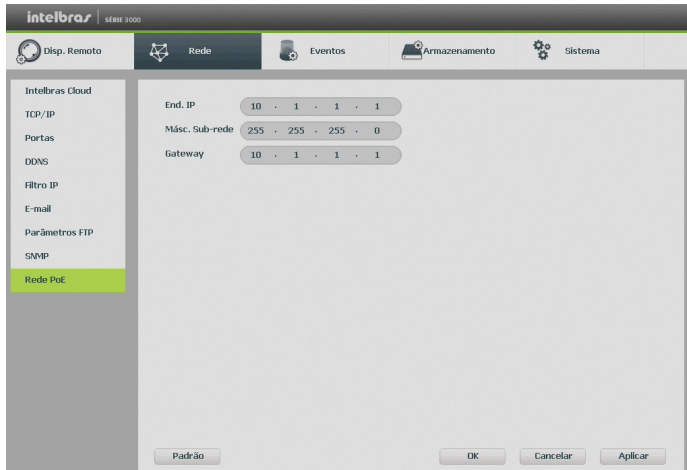 intelbras SÉRIE 3000
Disp. Remoto Rede Eventos Armazenamento Sistema
Intelbras Cloud
TCP/IP
Portas
DDNS
Filtro IP
E-mail
Parâmetros FTP
SNMP
Rede PoE
End. IP 10 . 1 . 1 . 1
Másc. Sub-rede 255 . 255 . 255 . 0
Gateway 10 . 1 . 1 . 1
Padrão OK Cancelar Aplicar